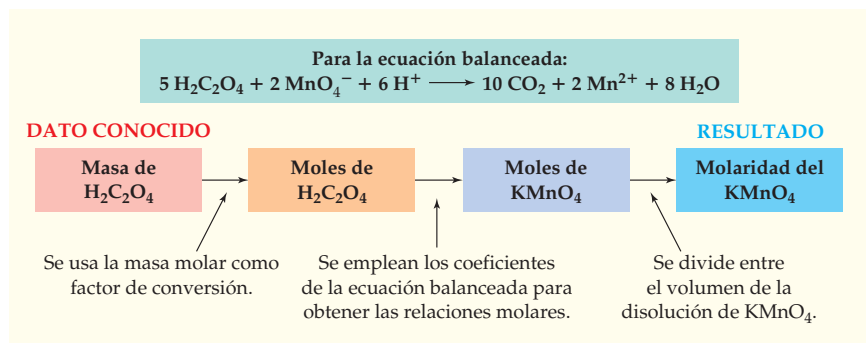 Para la ecuación balanceada:
5 H₂C₂O₄ + 2 MnO₄⁻ + 6 H⁺ ⟶ 10 CO₂ + 2 Mn²⁺ + 8 H₂O
DATO CONOCIDO
RESULTADO
Masa de
H₂C₂O₄
Moles de
H₂C₂O₄
Moles de
KMnO₄
Molaridad del
KMnO₄
Se usa la masa molar como
factor de conversión.
Se emplean los coeficientes
de la ecuación balanceada para
obtener las relaciones molares.
Se divide entre
el volumen de la
disolución de KMnO₄.